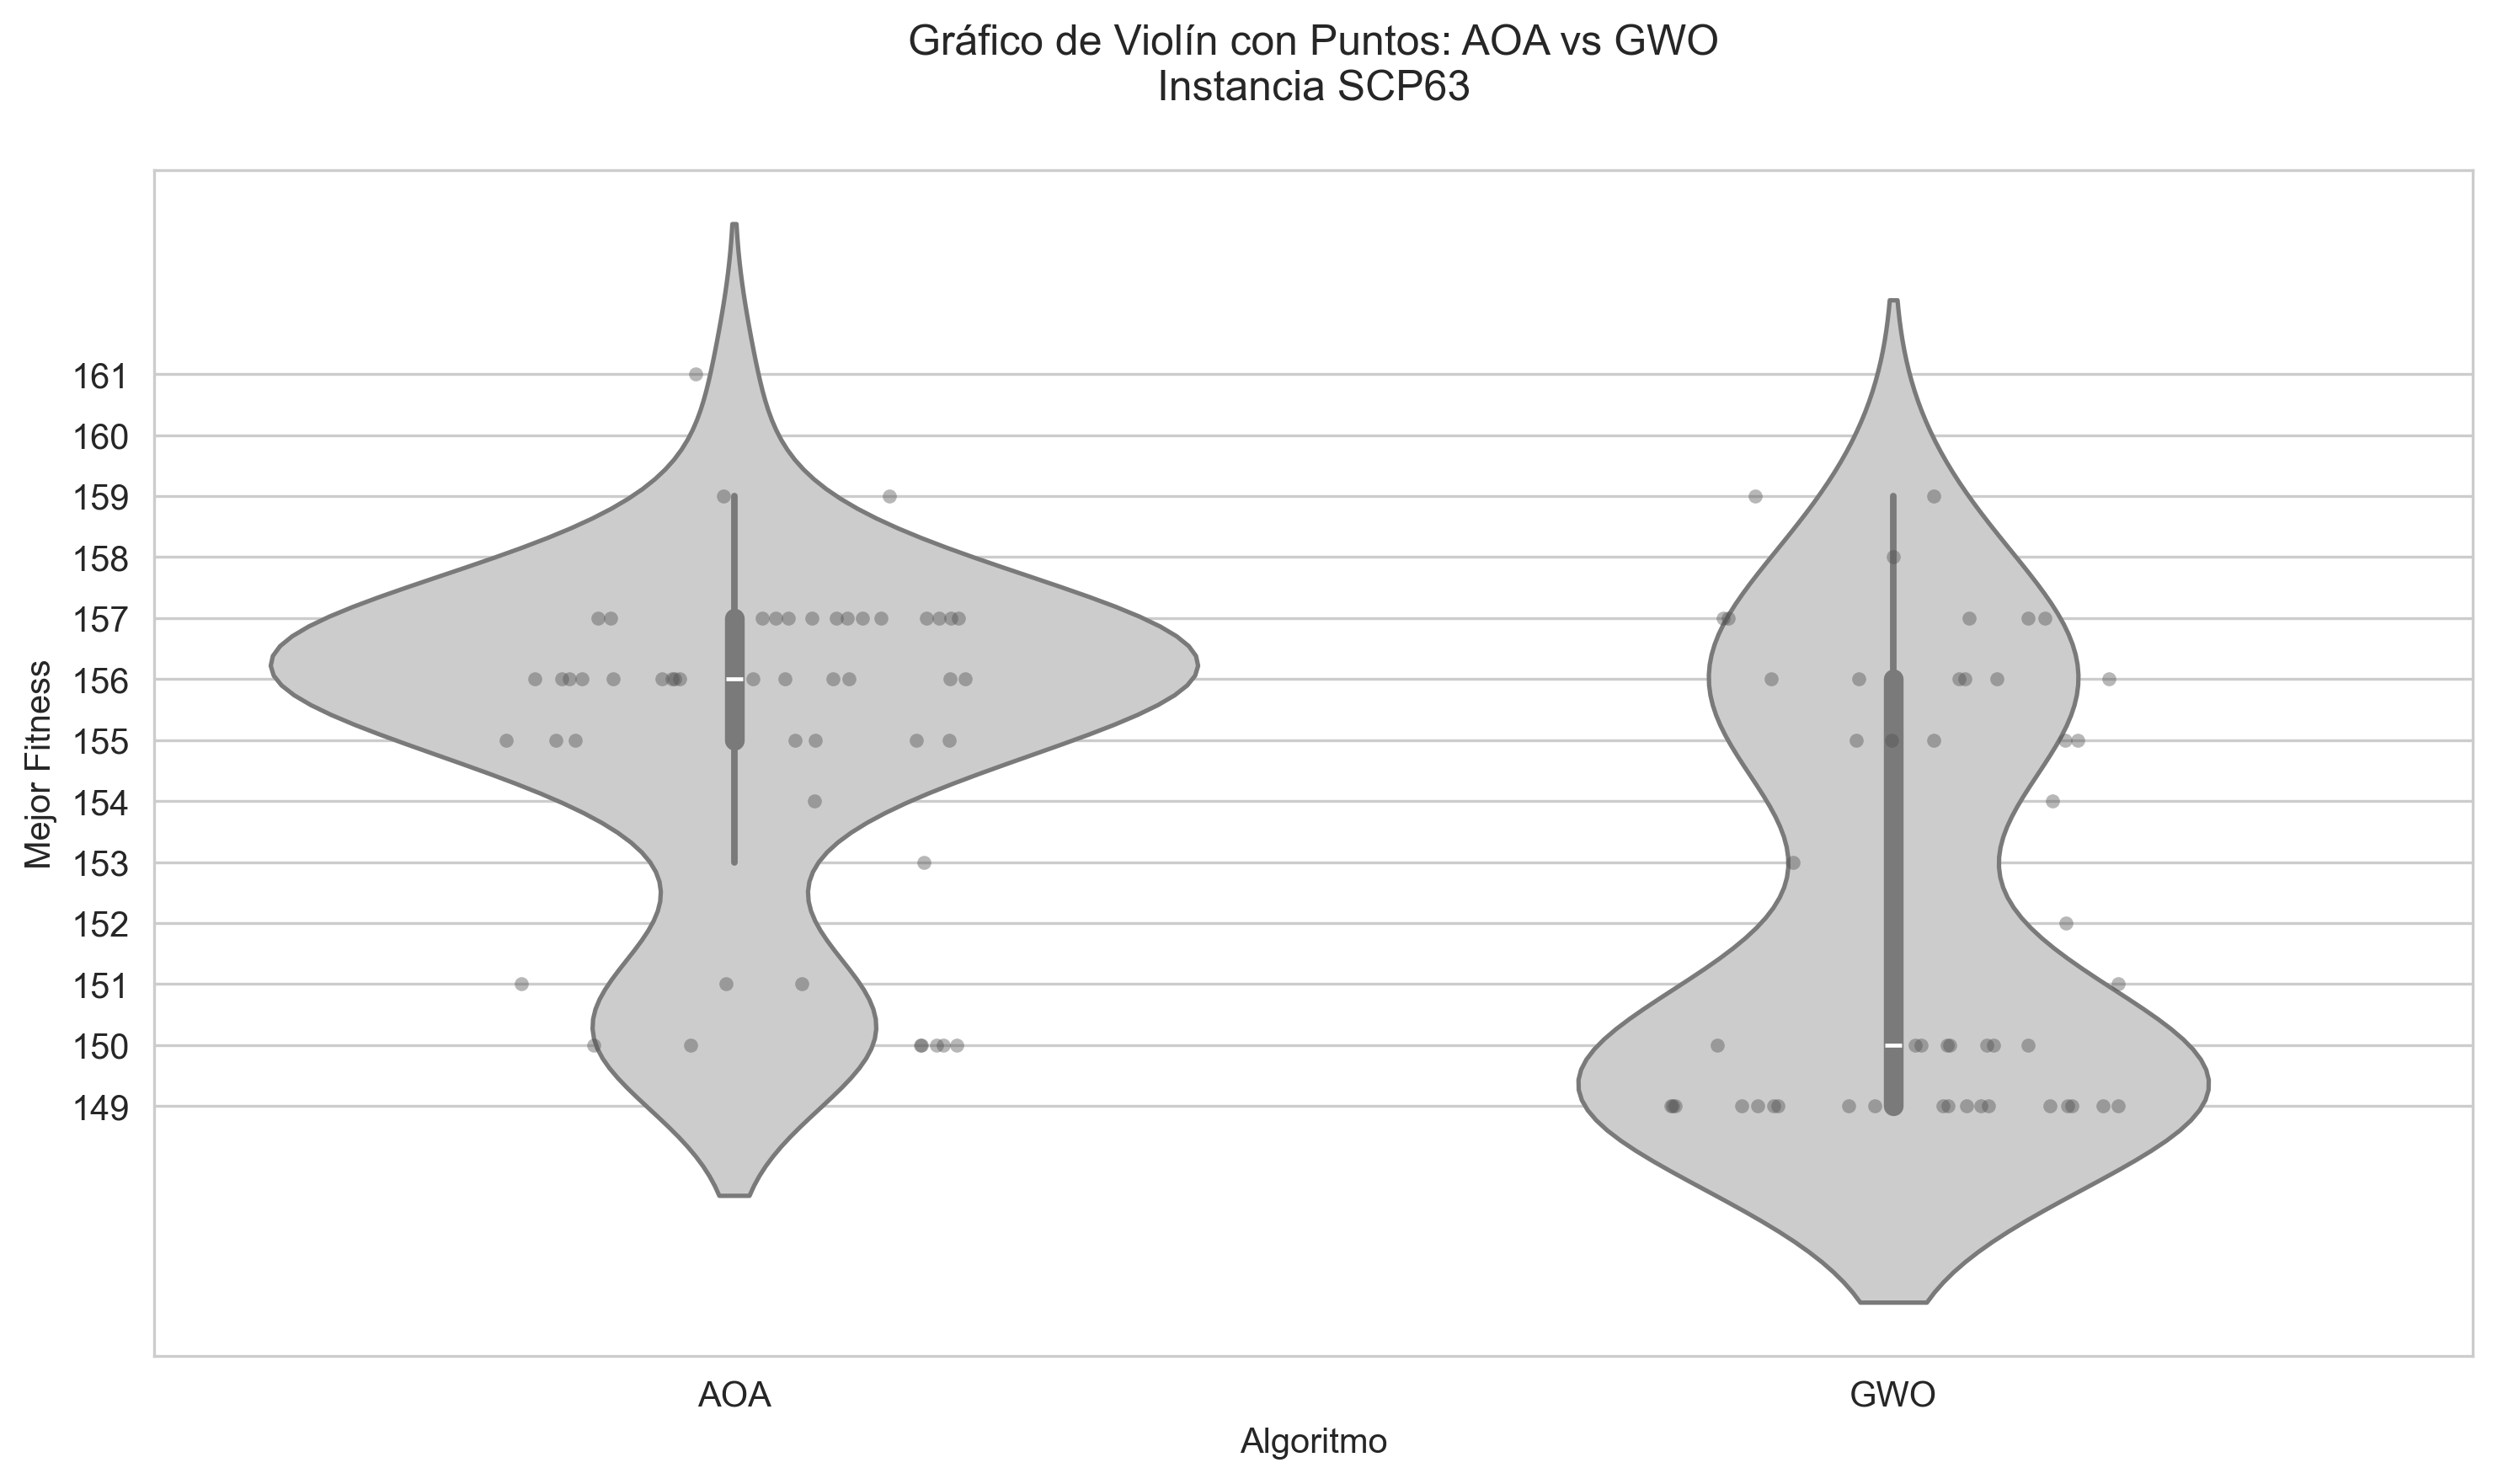 Gráfico de Violín con Puntos: AOA vs GWO
Instancia SCP63
161
160
159
158
157
156
155
154
153
152
151
150
149
Mejor Fitness
AOA
GWO
Algoritmo